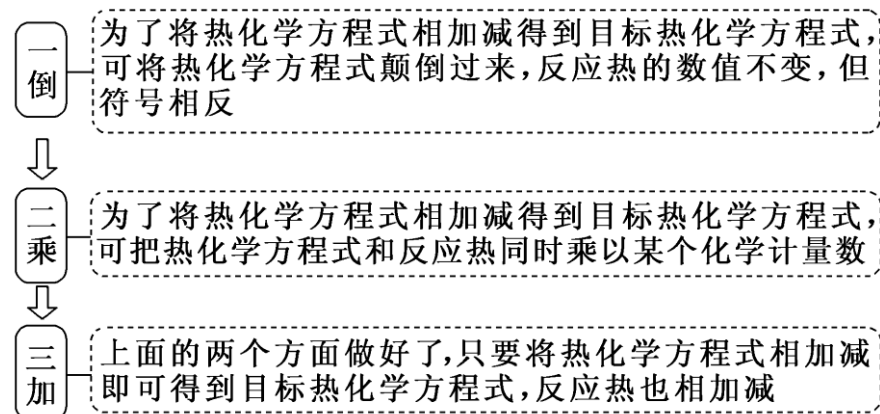 一倒
为了将热化学方程式相加减得到目标热化学方程式,
可将热化学方程式颠倒过来,反应热的数值不变,但
符号相反
二乘
为了将热化学方程式相加减得到目标热化学方程式,
可把热化学方程式和反应热同时乘以某个化学计量数
三加
上面的两个方面做好了,只要将热化学方程式相加减
即可得到目标热化学方程式,反应热也相加减